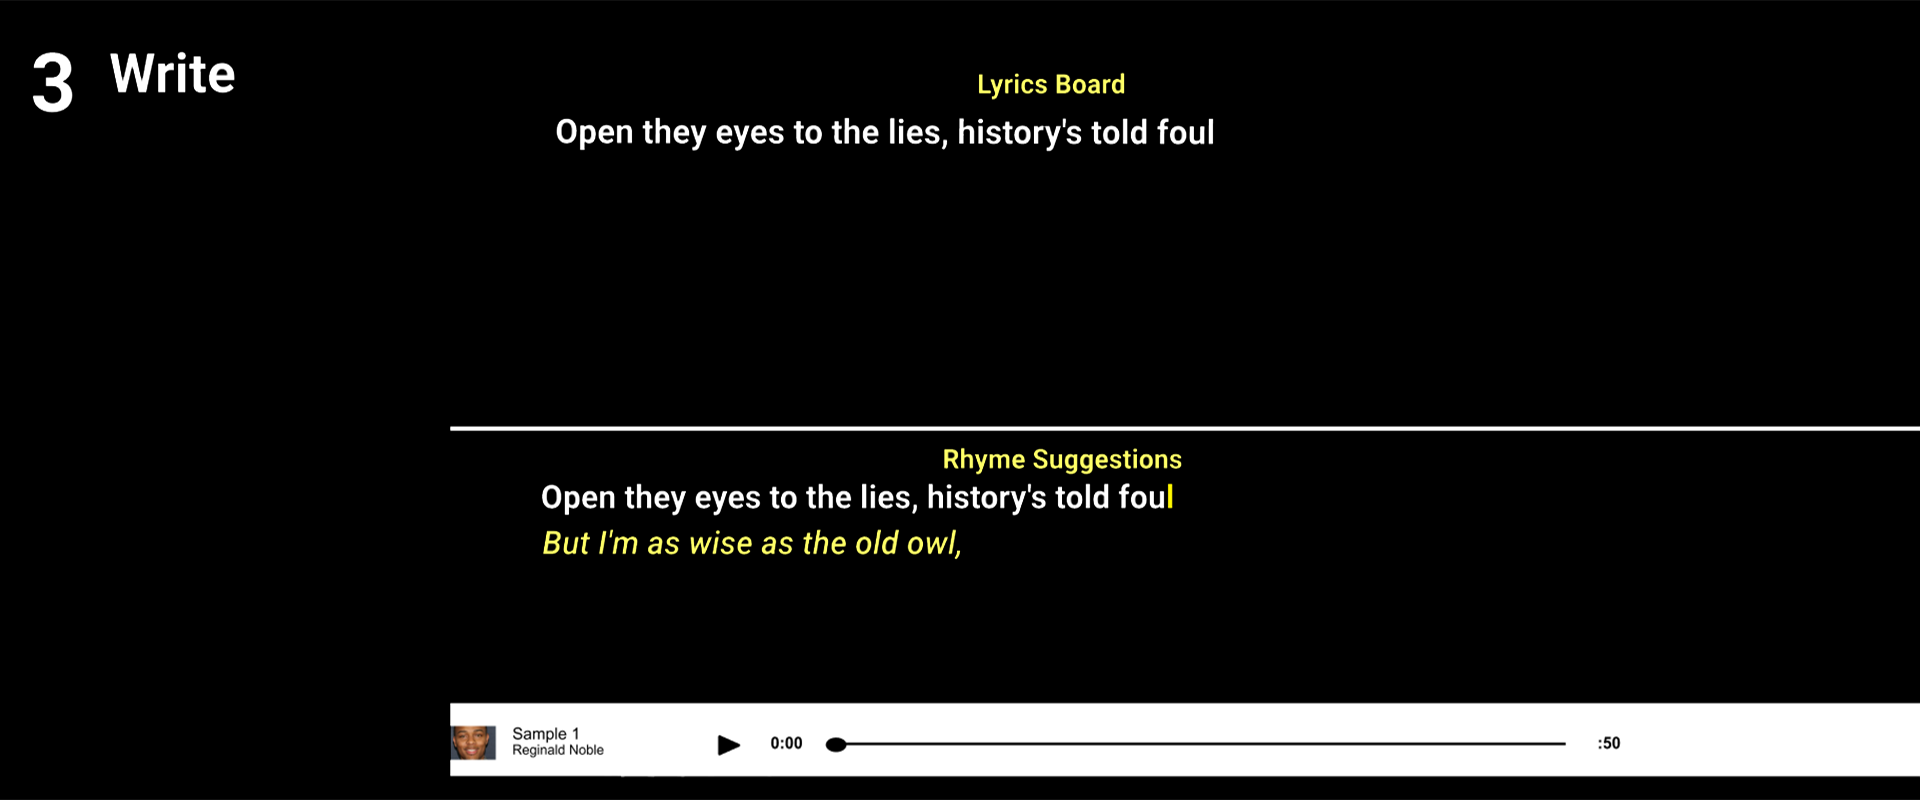 3 Write
Lyrics Board
Open they eyes to the lies, history's told foul
Rhyme Suggestions
Open they eyes to the lies, history's told foul
But I'm as wise as the old owl,
Sample 1
Reginald Noble
0:00
:50